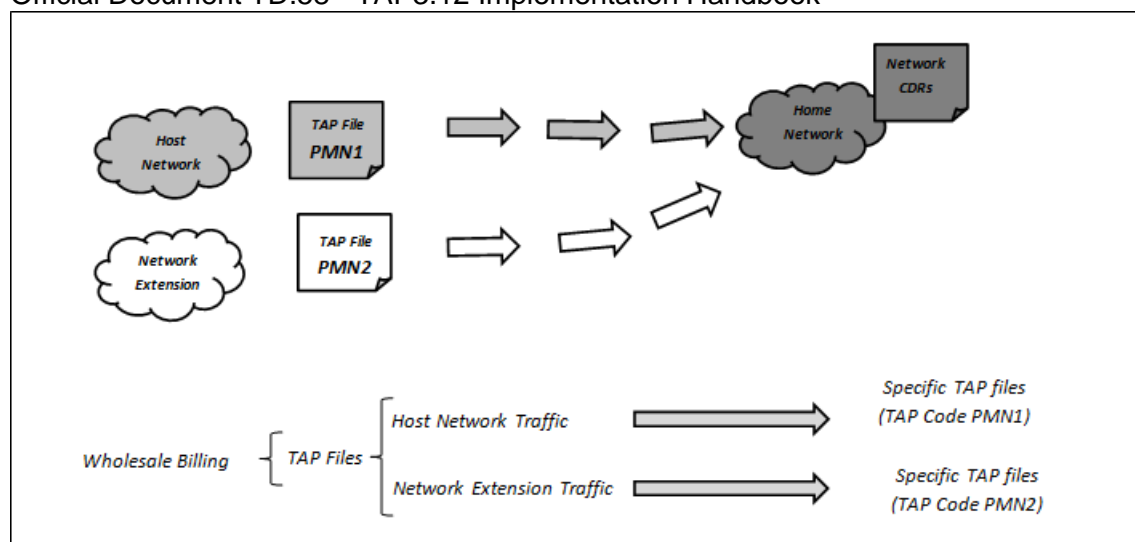 Official Document TD.58 - TAP3.12 Implementation Handbook
Network
CDRs
Host
Network
TAP File
PMN1
Home
Network
Network
Extension
TAP File
PMN2
Specific TAP files
(TAP Code PMN1)
Host Network Traffic
Wholesale Billing
TAP Files
Network Extension Traffic
Specific TAP files
(TAP Code PMN2)